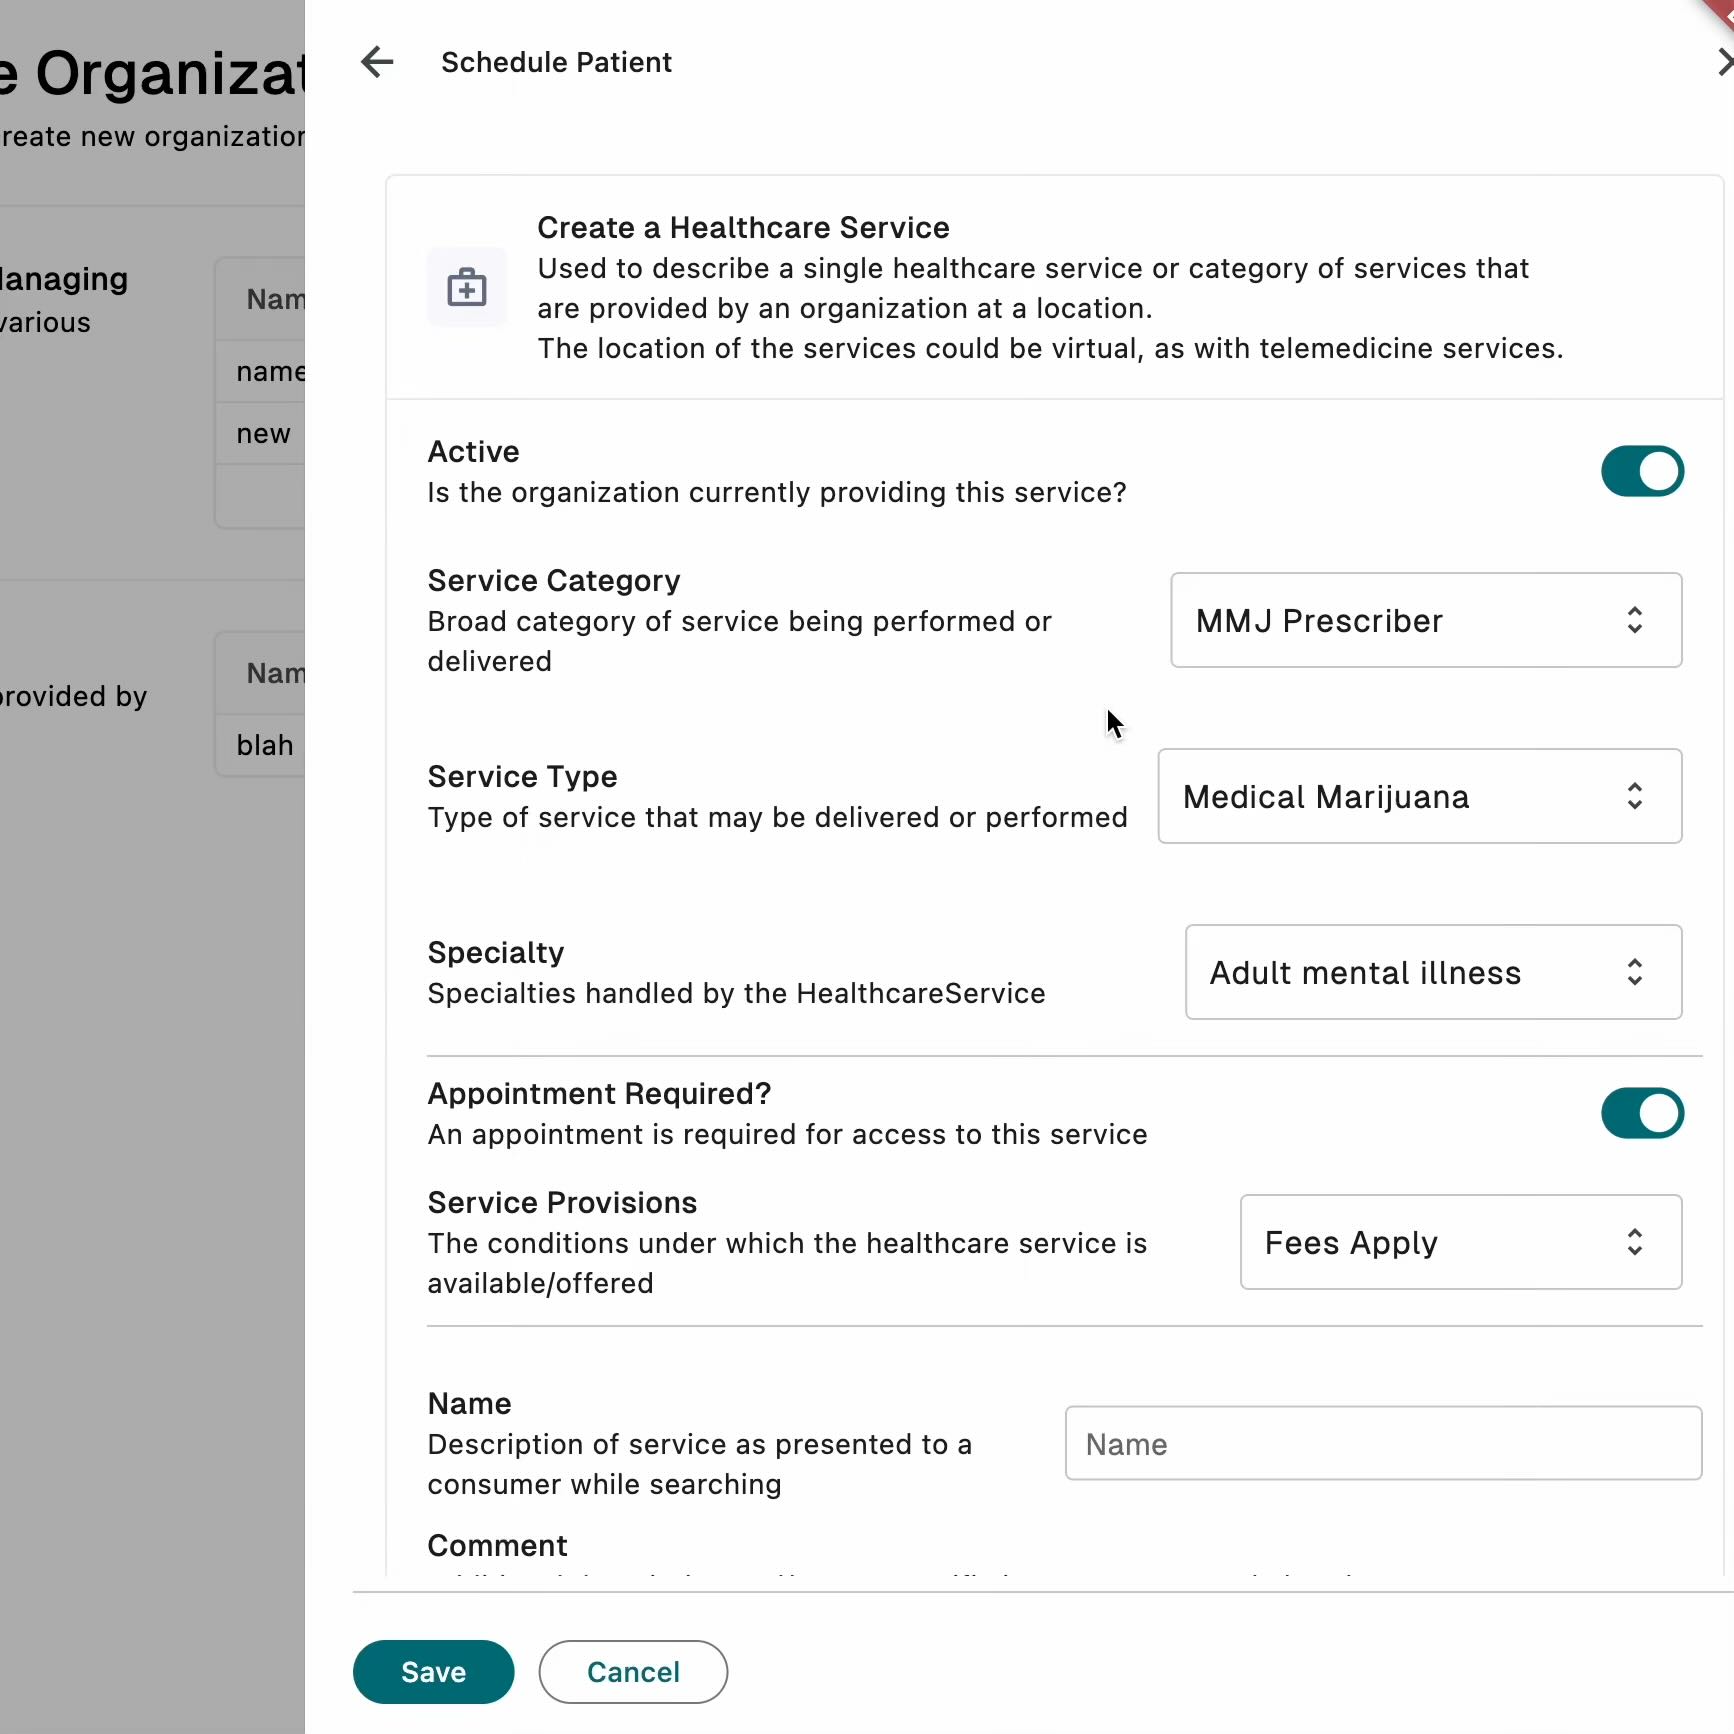 e Organizat
reate new organization
anaging
various
Nam
name
new
provided by
Nam
blah
Schedule Patient
Create a Healthcare Service
Used to describe a single healthcare service or category of services that
are provided by an organization at a location.
The location of the services could be virtual, as with telemedicine services.
Active
Is the organization currently providing this service?
Service Category
Broad category of service being performed or
delivered
MMJ Prescriber
Service Type
Type of service that may be delivered or performed
Medical Marijuana
Specialty
Specialties handled by the HealthcareService
Adult mental illness
Appointment Required?
An appointment is required for access to this service
Service Provisions
The conditions under which the healthcare service is
available/offered
Fees Apply
Name
Description of service as presented to a
consumer while searching
Name
Comment
Save
Cancel